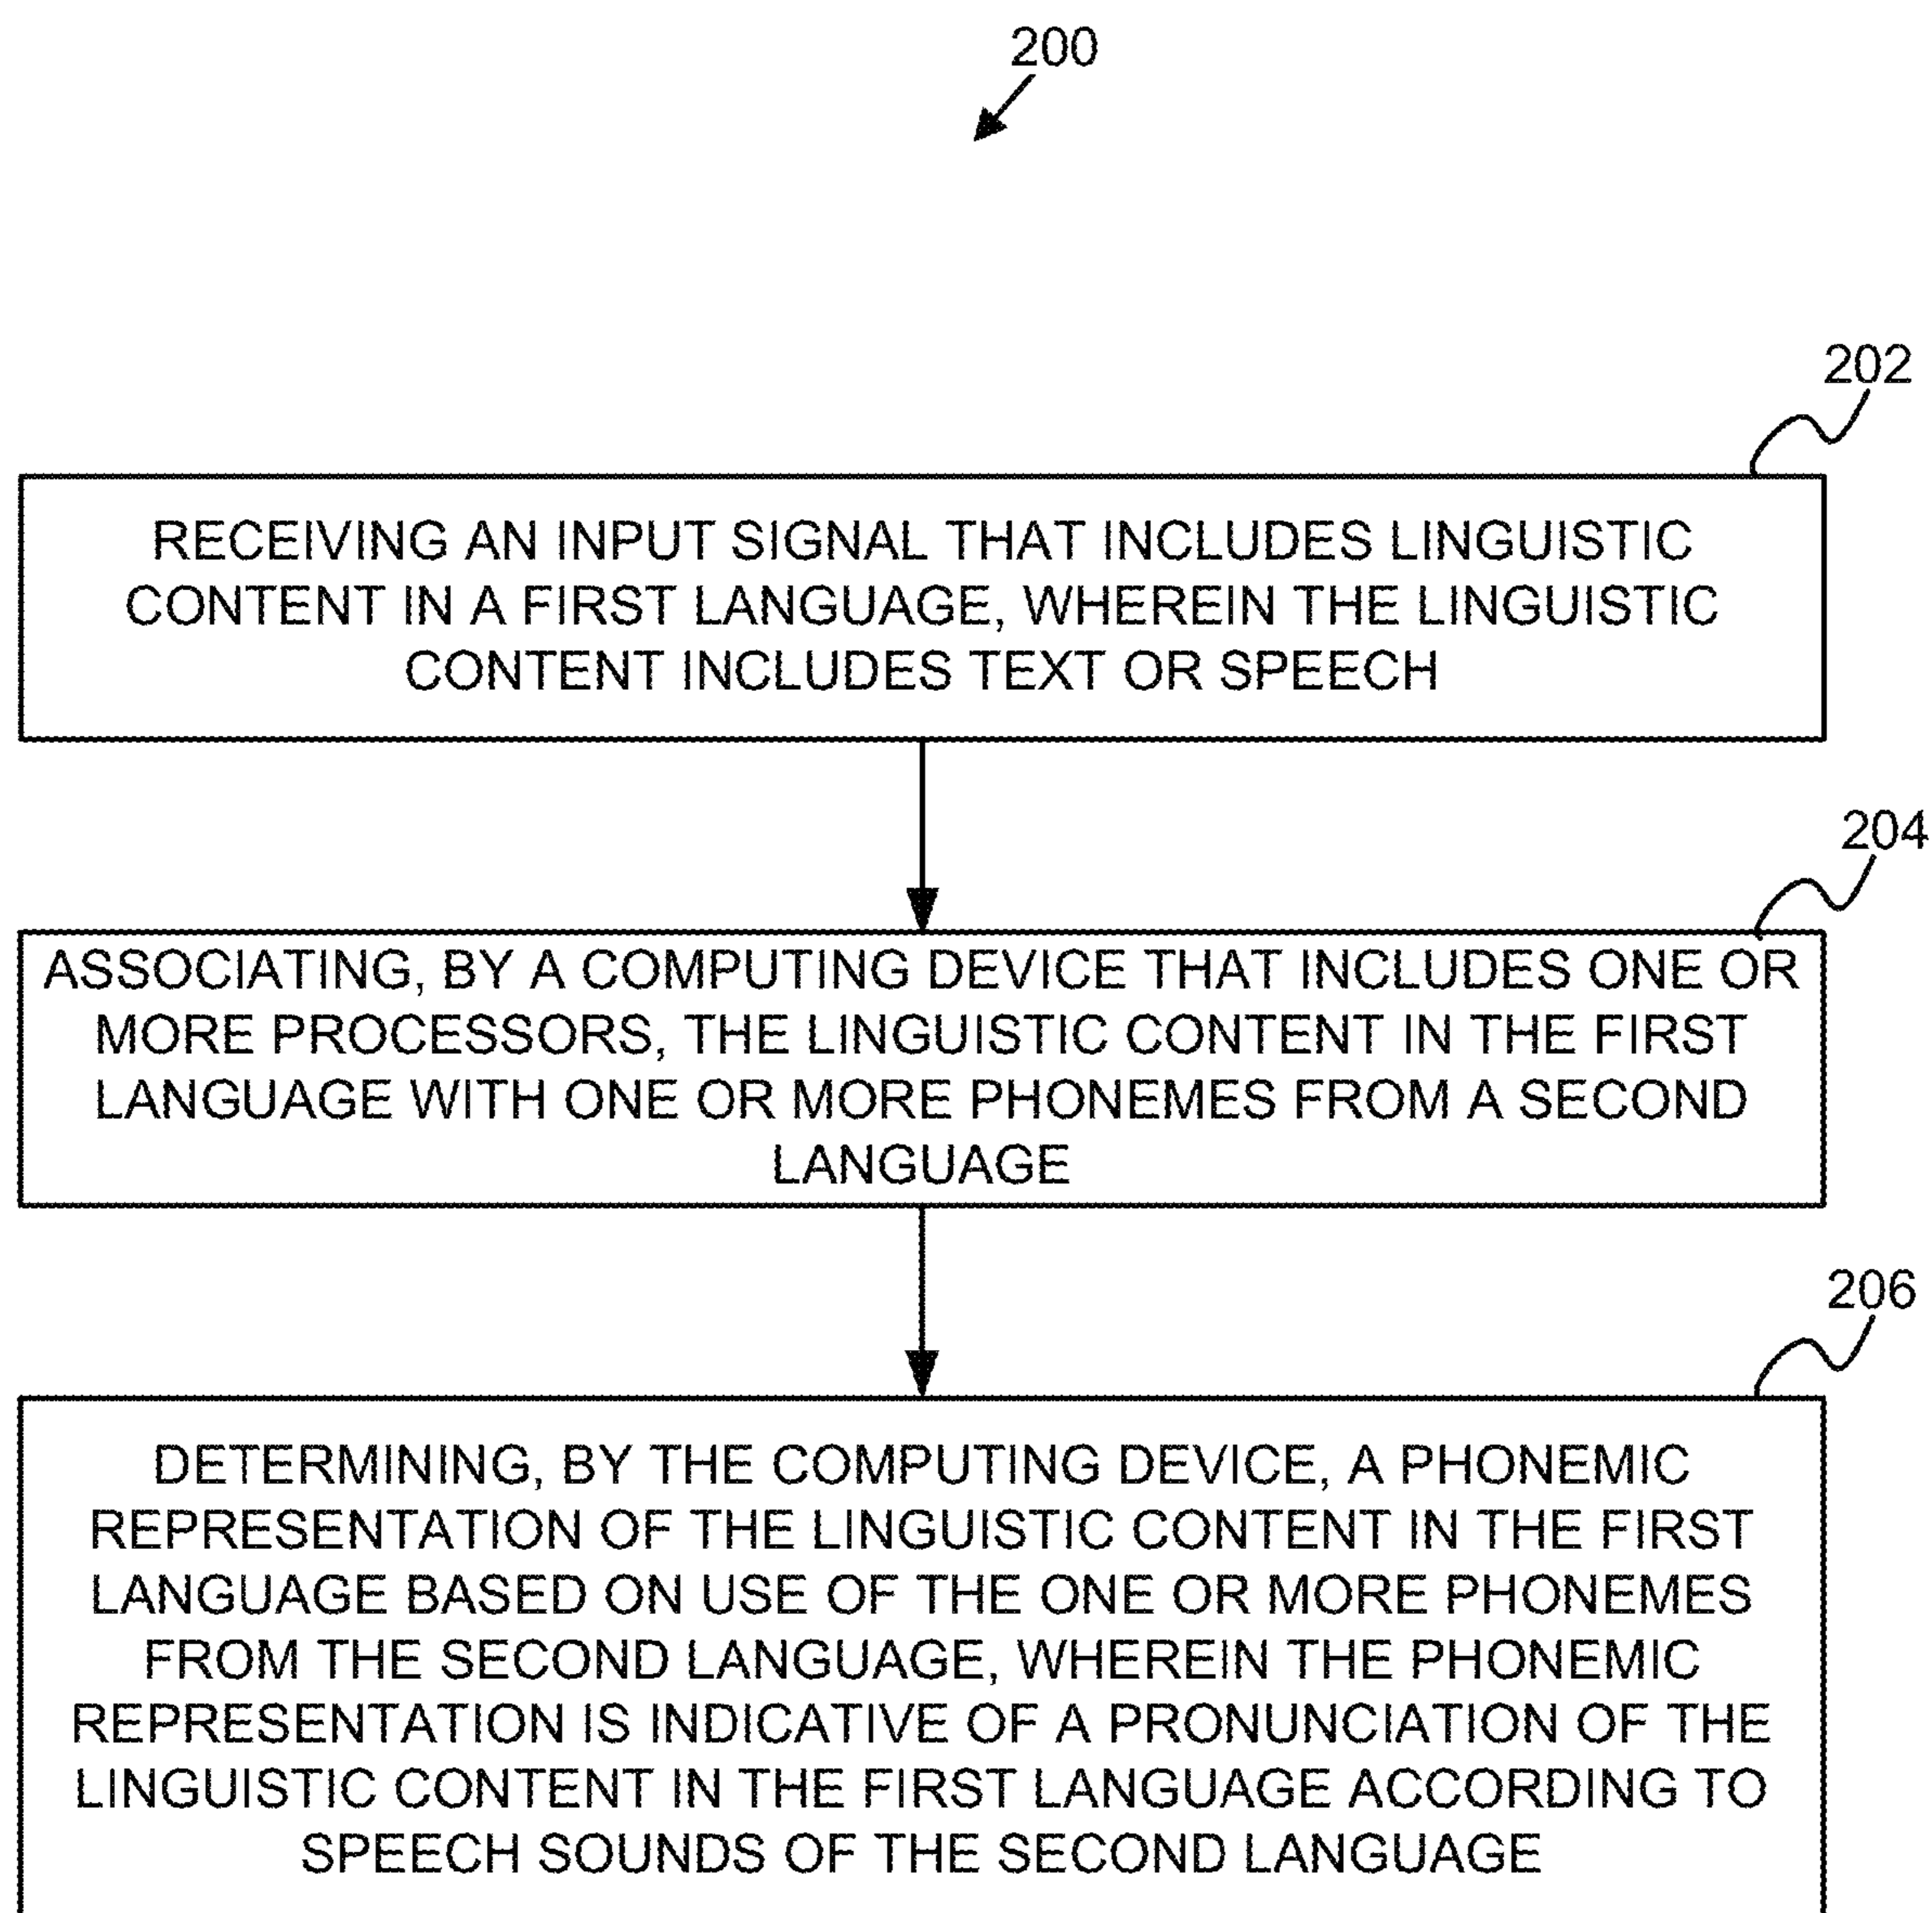 200
202
RECEIVING AN INPUT SIGNAL THAT INCLUDES LINGUISTIC
CONTENT IN A FIRST LANGUAGE, WHEREIN THE LINGUISTIC
CONTENT INCLUDES TEXT OR SPEECH
204
ASSOCIATING, BY A COMPUTING DEVICE THAT INCLUDES ONE OR
MORE PROCESSORS, THE LINGUISTIC CONTENT IN THE FIRST
LANGUAGE WITH ONE OR MORE PHONEMES FROM A SECOND
LANGUAGE
206
DETERMINING, BY THE COMPUTING DEVICE, A PHONEMIC
REPRESENTATION OF THE LINGUISTIC CONTENT IN THE FIRST
LANGUAGE BASED ON USE OF THE ONE OR MORE PHONEMES
FROM THE SECOND LANGUAGE, WHEREIN THE PHONEMIC
REPRESENTATION IS INDICATIVE OF A PRONUNCIATION OF THE
LINGUISTIC CONTENT IN THE FIRST LANGUAGE ACCORDING TO
SPEECH SOUNDS OF THE SECOND LANGUAGE